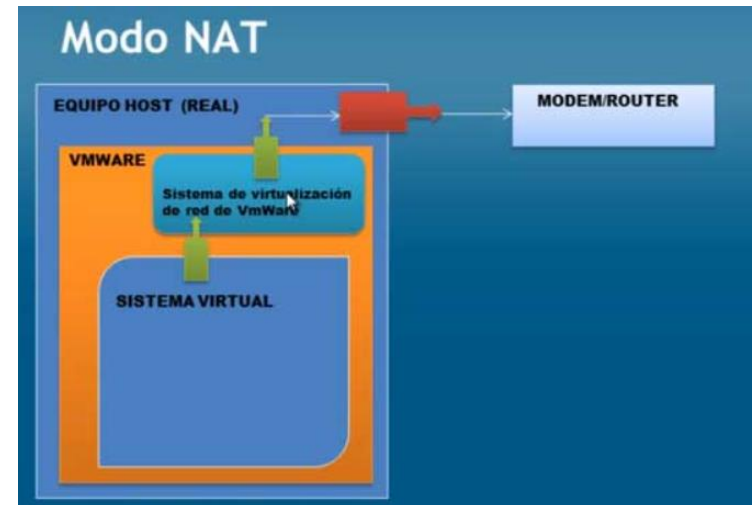 Modo NAT
EQUIPO HOST (REAL)
MODEM/ROUTER
VMWARE
Sistema de virtualización
de red de VmWare
SISTEMA VIRTUAL